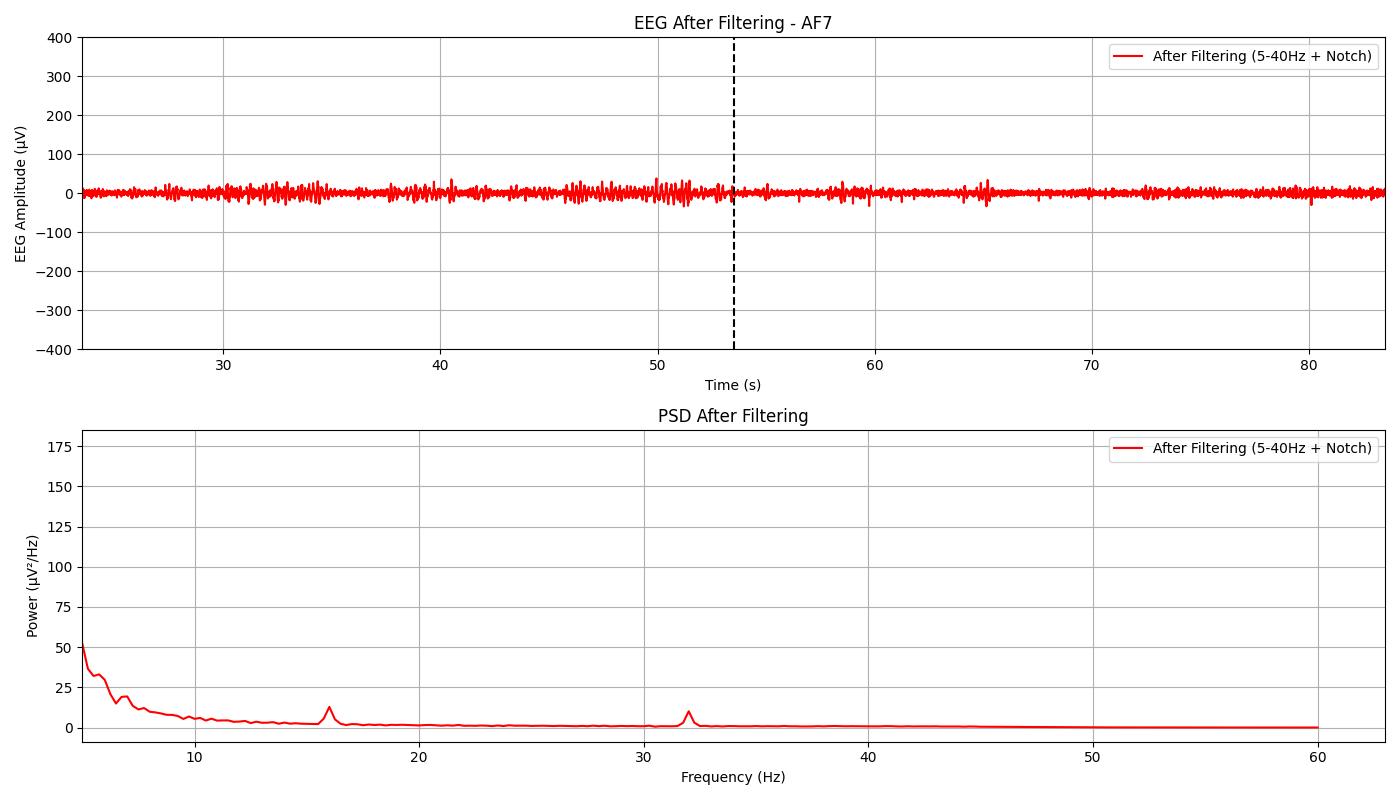 EEG After Filtering - AF7
400
300
200
100
0
−100
−200
−300
−400
EEG Amplitude (µV)
After Filtering (5-40Hz + Notch)
30 40 50 60 70 80
Time (s)
PSD After Filtering
175
150
125
100
75
50
25
0
Power (µV²/Hz)
After Filtering (5-40Hz + Notch)
10 20 30 40 50 60
Frequency (Hz)